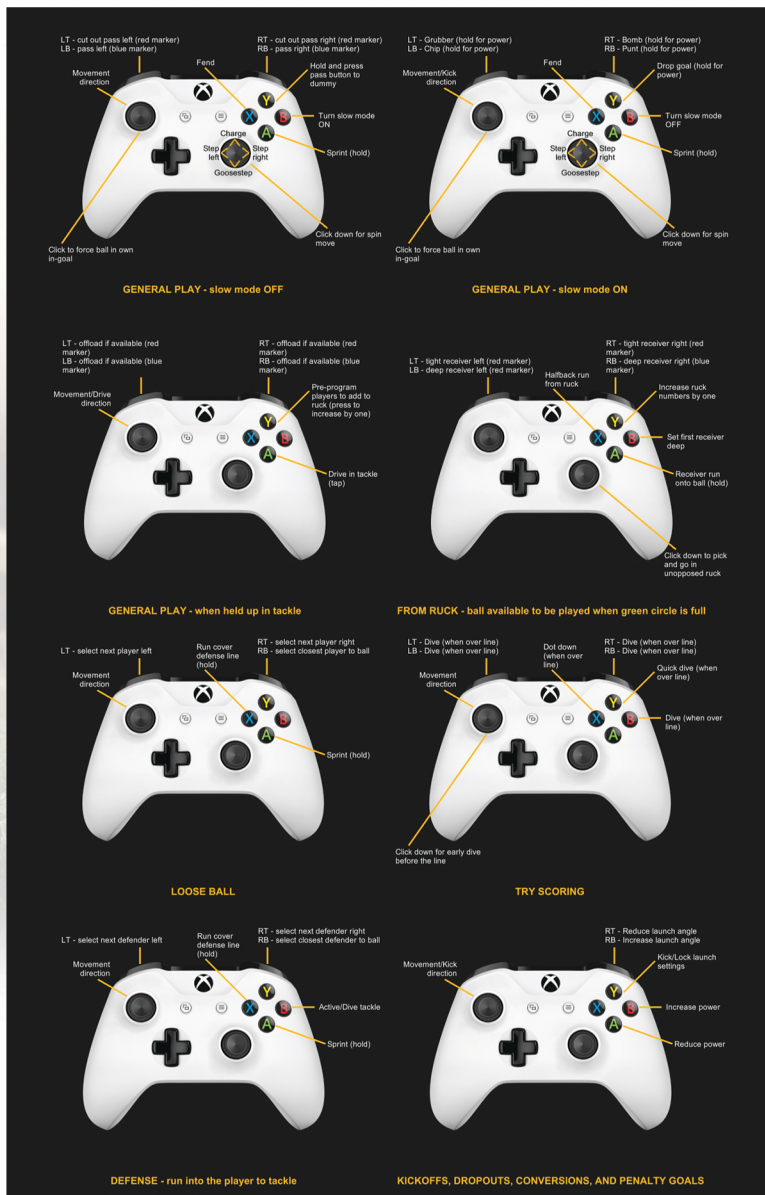 LT - cut out pass left (red marker)
LB - pass left (blue marker)
RT - cut out pass right (red marker)
RB - pass right (blue marker)
Movement
direction
Fend
Hold and press
pass button to
dummy
Y
X
B
A
Turn slow mode
ON
Sprint (hold)
Charge
Step
left
Step
right
Goosestep
Click to force ball in own
in-goal
Click down for spin
move
GENERAL PLAY - slow mode OFF
LT - Grubber (hold for power)
LB - Chip (hold for power)
RT - Bomb (hold for power)
RB - Punt (hold for power)
Movement/Kick
direction
Fend
Drop goal (hold for
power)
Y
X
B
A
Turn slow mode
OFF
Sprint (hold)
Charge
Step
left
Step
right
Goosestep
Click to force ball in own
in-goal
Click down for spin
move
GENERAL PLAY - slow mode ON
LT - offload if available (red
marker)
LB - offload if available (blue
marker)
RT - offload if available (red
marker)
RB - offload if available (blue
marker)
Movement/Drive
direction
Pre-program
players to add to
ruck (press to
increase by one)
Y
X
B
A
Drive in tackle
(tap)
GENERAL PLAY - when held up in tackle
LT - tight receiver left (red marker)
LB - deep receiver left (red marker)
RT - tight receiver right (red
marker)
RB - deep receiver right (blue
marker)
Halfback run
from ruck
Increase ruck
numbers by one
Y
X
B
A
Set first receiver
deep
Receiver run
onto ball (hold)
Click down to pick
and go in
unopposed ruck
FROM RUCK - ball available to be played when green circle is full
LT - select next player left
Run cover
defense line
(hold)
RT - select next player right
RB - select closest player to ball
Movement
direction
Y
X
B
A
Sprint (hold)
LOOSE BALL
LT - Dive (when over line)
LB - Dive (when over line)
Dot down
(when over
line)
RT - Dive (when over line)
RB - Dive (when over line)
Movement
direction
Quick dive (when
over line)
Y
X
B
A
Dive (when over
line)
Click down for early dive
before the line
TRY SCORING
LT - select next defender left
Run cover
defense line
(hold)
RT - select next defender right
RB - select closest defender to ball
Movement
direction
Y
X
B
A
Active/Dive tackle
Sprint (hold)
DEFENSE - run into the player to tackle
RT - Reduce launch angle
RB - Increase launch angle
Movement/Kick
direction
Kick/Lock launch
settings
Y
X
B
A
Increase power
Reduce power
KICKOFFS, DROPOUTS, CONVERSIONS, AND PENALTY GOALS